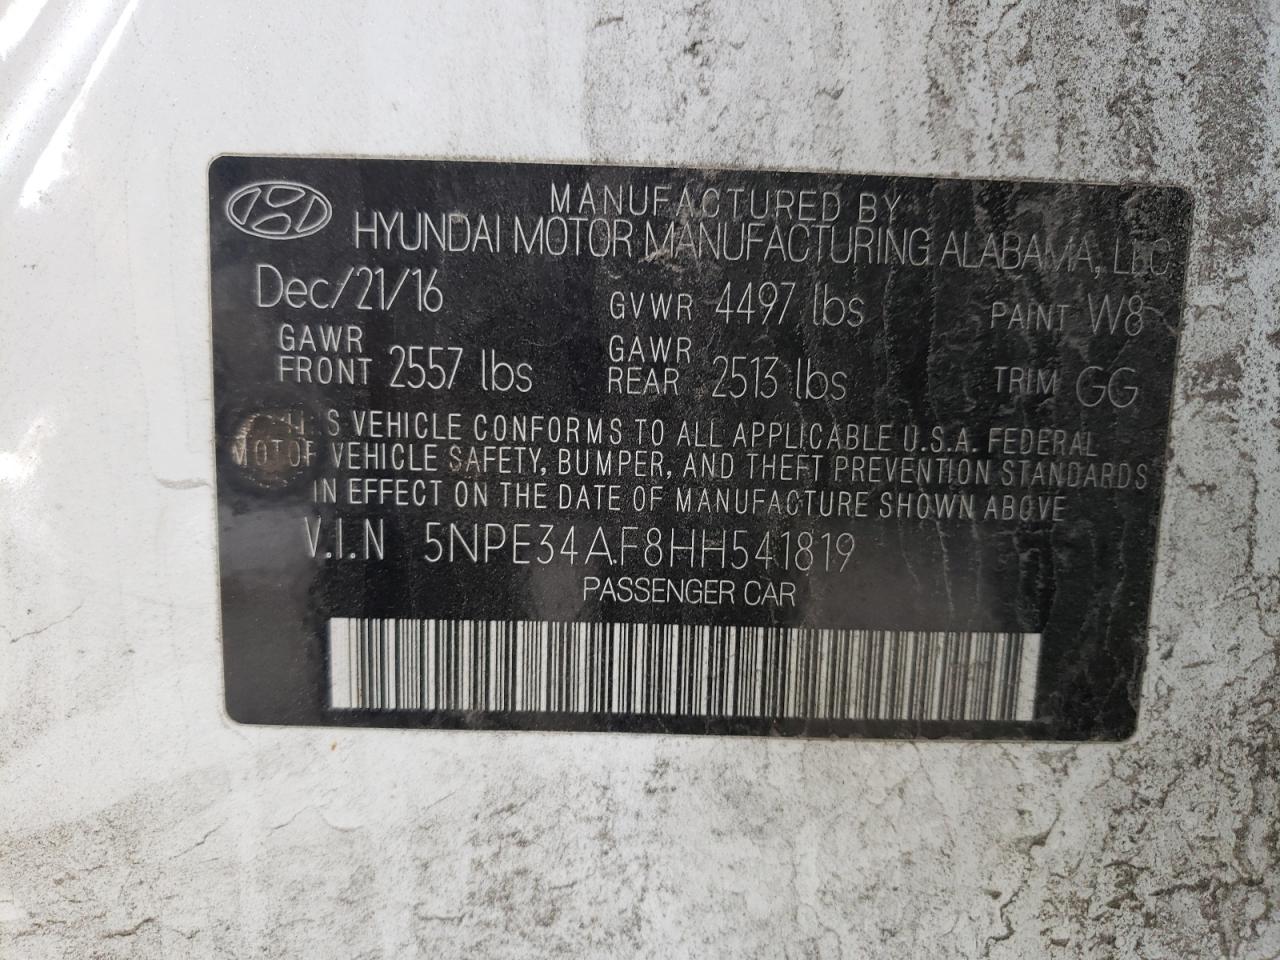 MANUFACTURED BY
HYUNDAI MOTOR MANUFACTURING ALABAMA, LLC
Dec/21/16 GVWR 4497 lbs PAINT W8
GAWR FRONT 2557 lbs GAWR REAR 2513 lbs TRIM GG
THIS VEHICLE CONFORMS TO ALL APPLICABLE U.S.A. FEDERAL
MOTOR VEHICLE SAFETY, BUMPER, AND THEFT PREVENTION STANDARDS
IN EFFECT ON THE DATE OF MANUFACTURE SHOWN ABOVE
V.I.N 5NPE34AF8HH541819
PASSENGER CAR